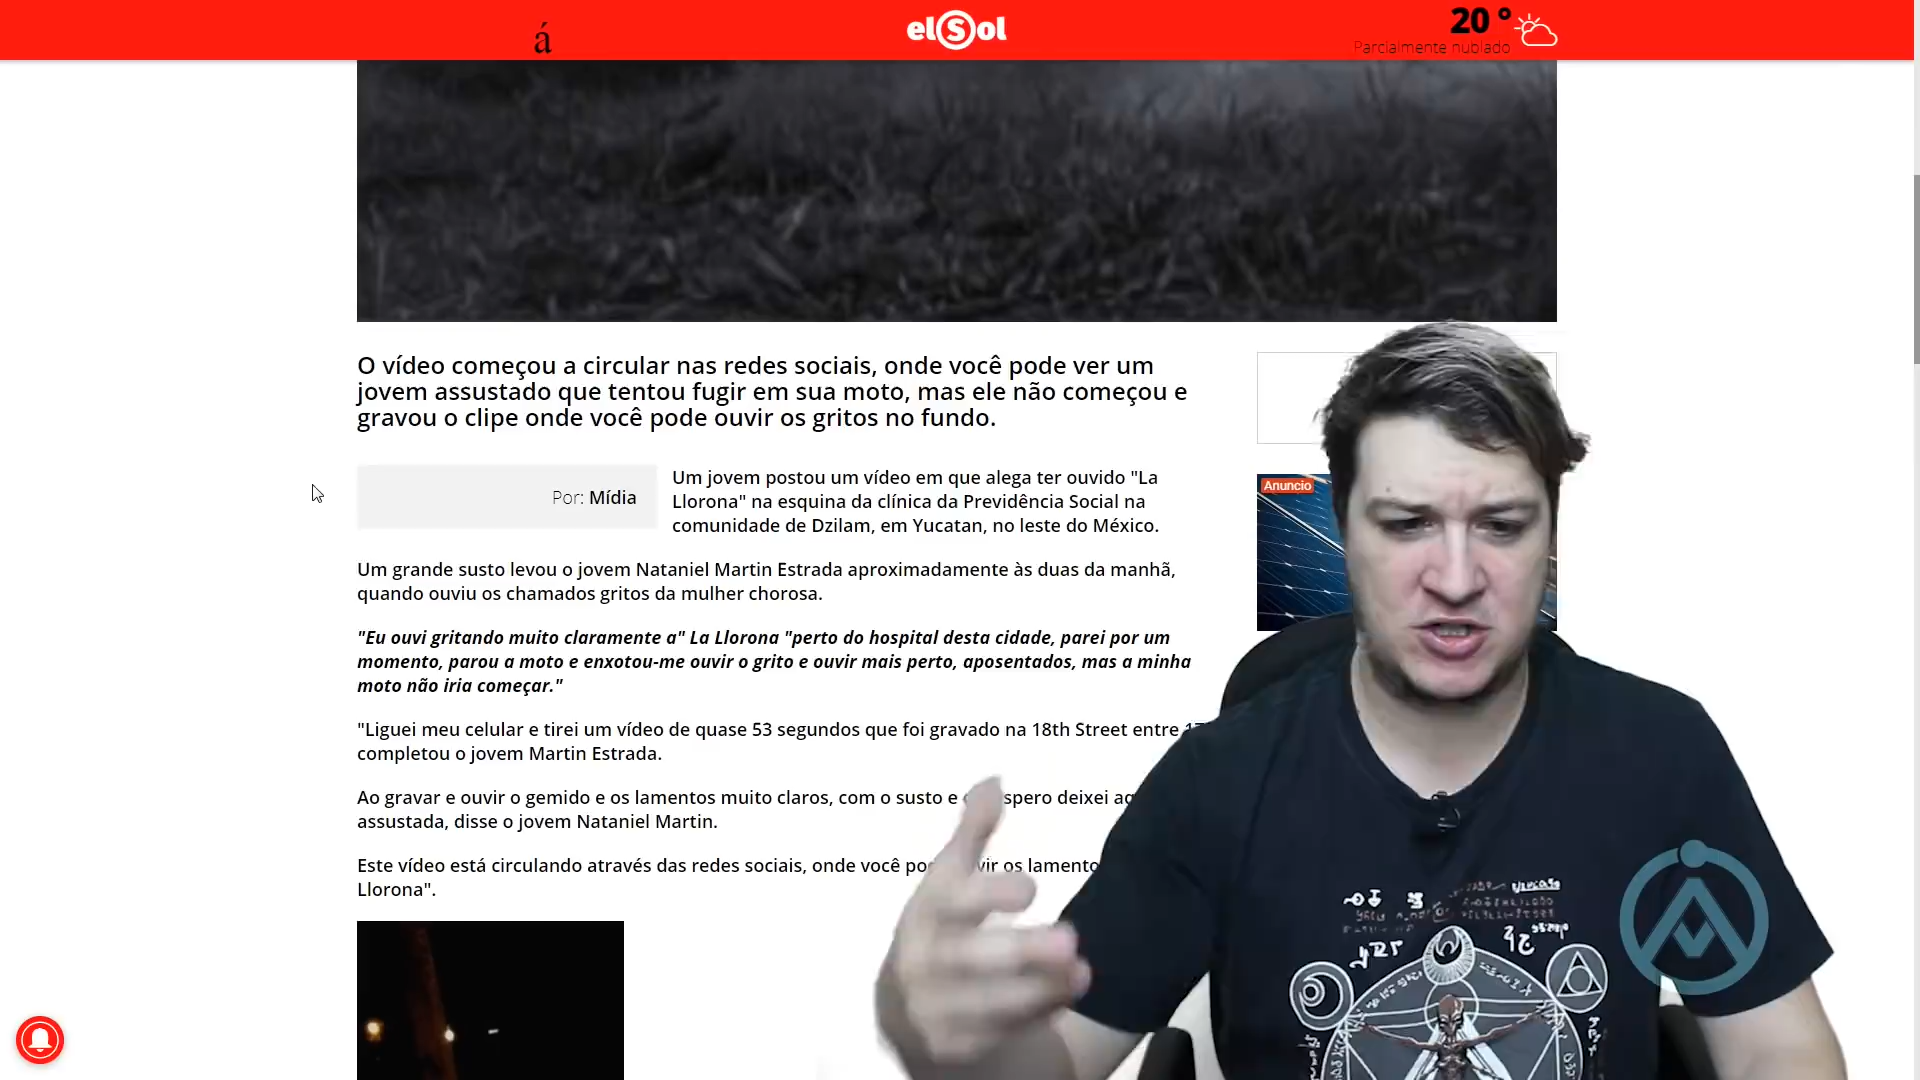 á
elSol
20 °
Parcialmente nublado
O vídeo começou a circular nas redes sociais, onde você pode ver um
jovem assustado que tentou fugir em sua moto, mas ele não começou e
gravou o clipe onde você pode ouvir os gritos no fundo.
Por: Mídia
Um jovem postou um vídeo em que alega ter ouvido "La
Llorona" na esquina da clínica da Previdência Social na
comunidade de Dzilam, em Yucatan, no leste do México.
Anuncio
Um grande susto levou o jovem Nataniel Martin Estrada aproximadamente às duas da manhã,
quando ouviu os chamados gritos da mulher chorosa.
"Eu ouvi gritando muito claramente a" La Llorona "perto do hospital desta cidade, parei por um
momento, parou a moto e enxotou-me ouvir o grito e ouvir mais perto, aposentados, mas a minha
moto não iria começar."
"Liguei meu celular e tirei um vídeo de quase 53 segundos que foi gravado na 18th Street entre
completou o jovem Martin Estrada.
Ao gravar e ouvir o gemido e os lamentos muito claros, com o susto e deixei
assustada, disse o jovem Nataniel Martin.
Este vídeo está circulando através das redes sociais, onde você os
Llorona".